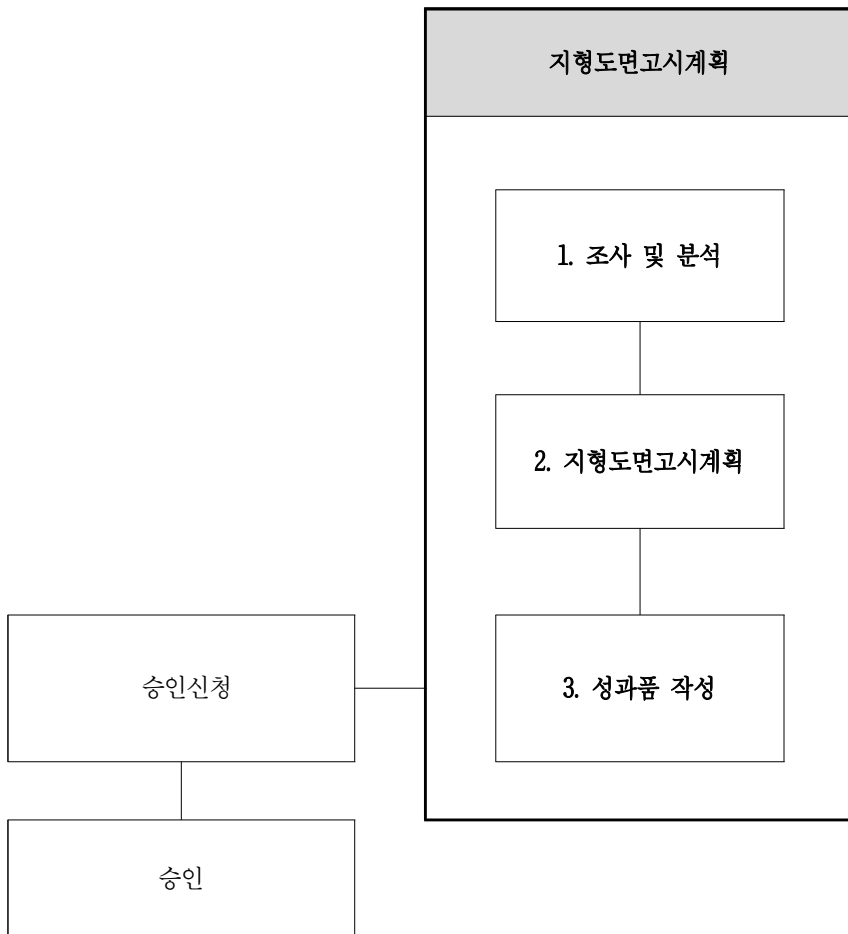 지형도면고시계획
1. 조사 및 분석
2. 지형도면고시계획
3. 성과품 작성
승인신청
승인